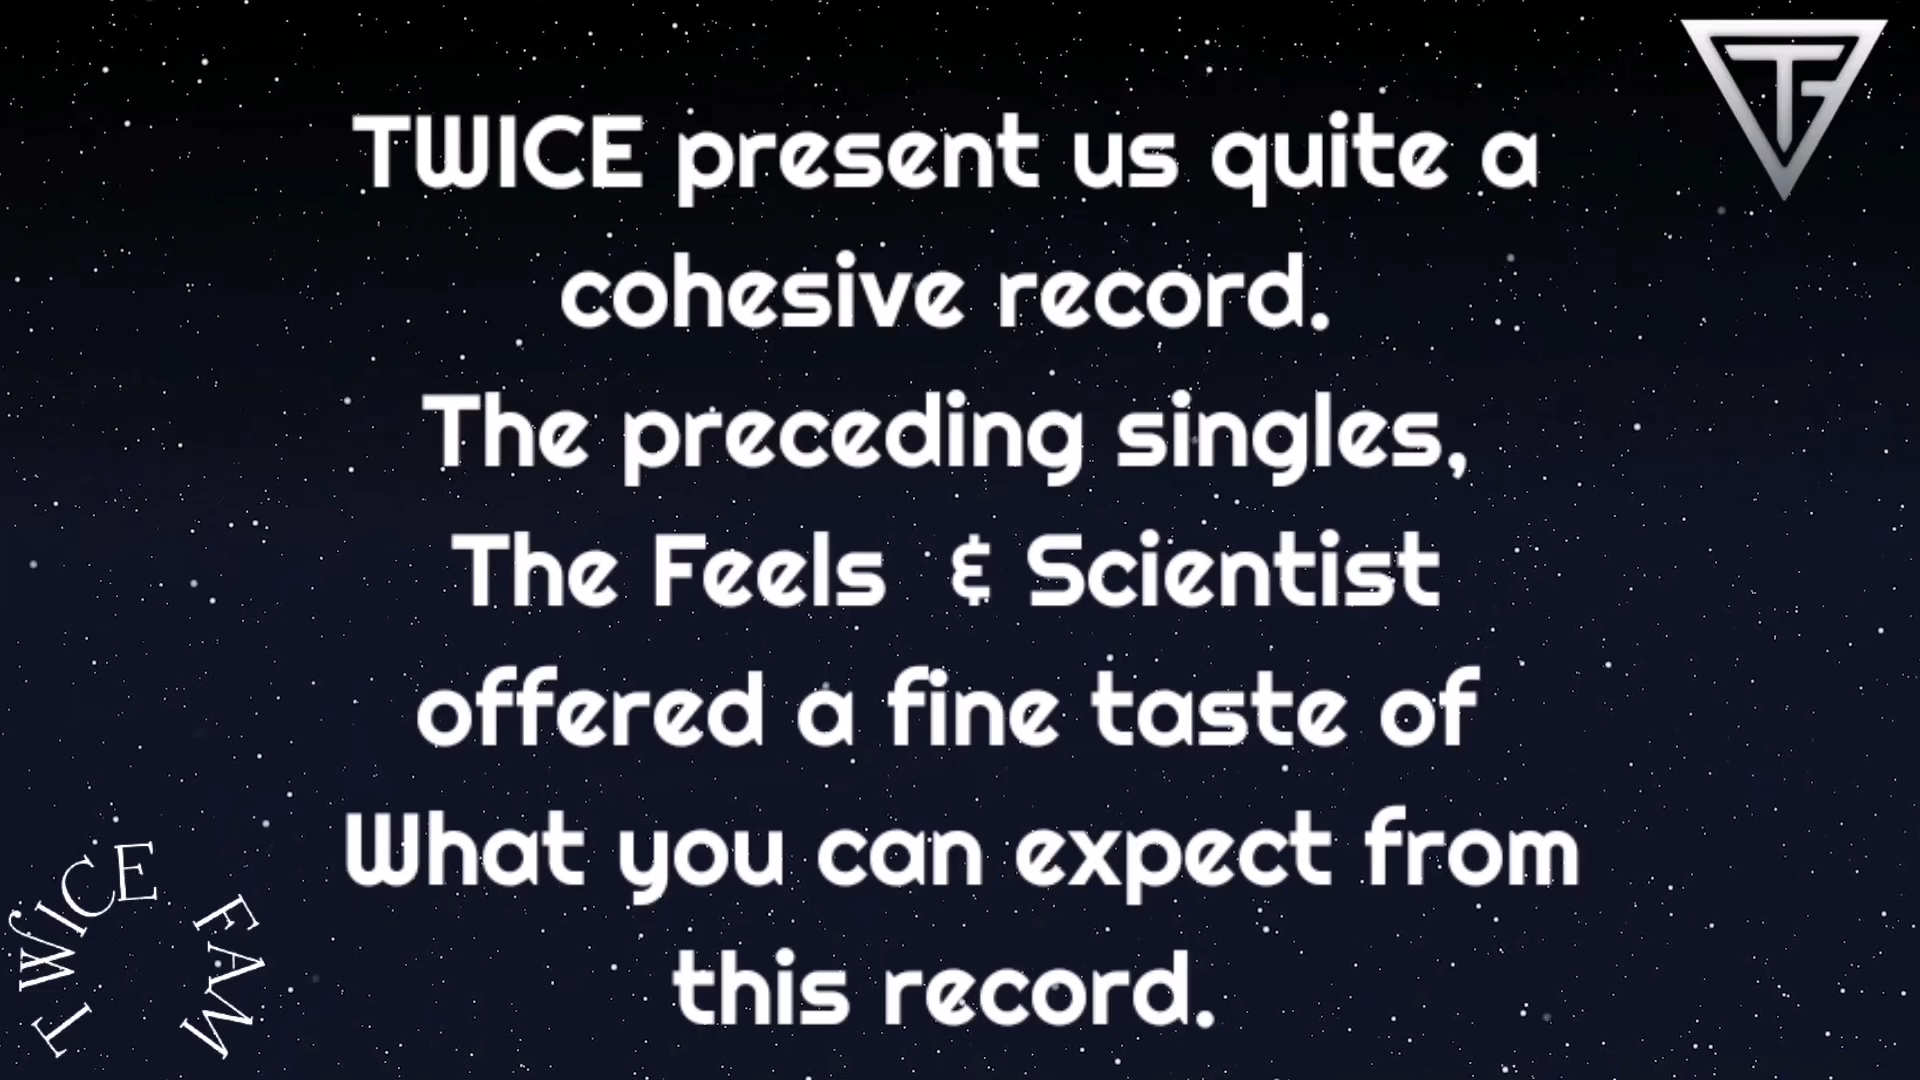 TWICE present us quite a
cohesive record.
The preceding singles,
The Feels & Scientist
offered a fine taste of
What you can expect from
this record.
TWICE FAM
TF